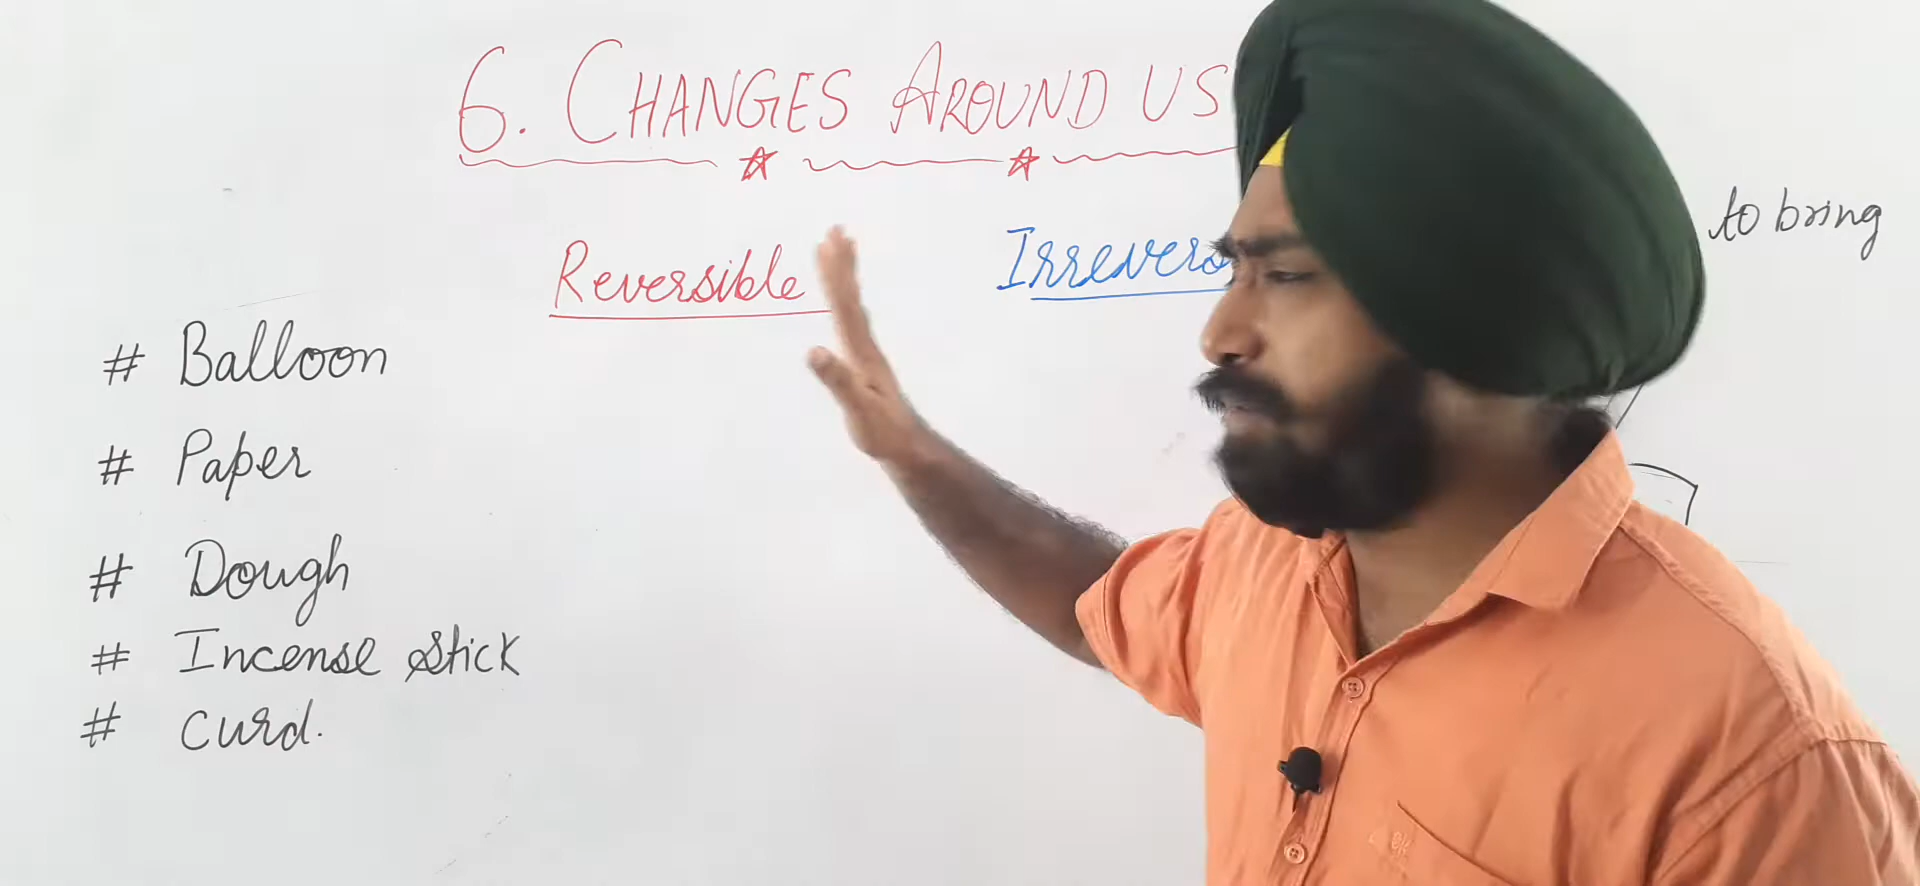 6. CHANGES AROUND US
to bring
Reversible Irrevers
# Balloon
# Paper
# Dough
# Incense stick
# Curd.